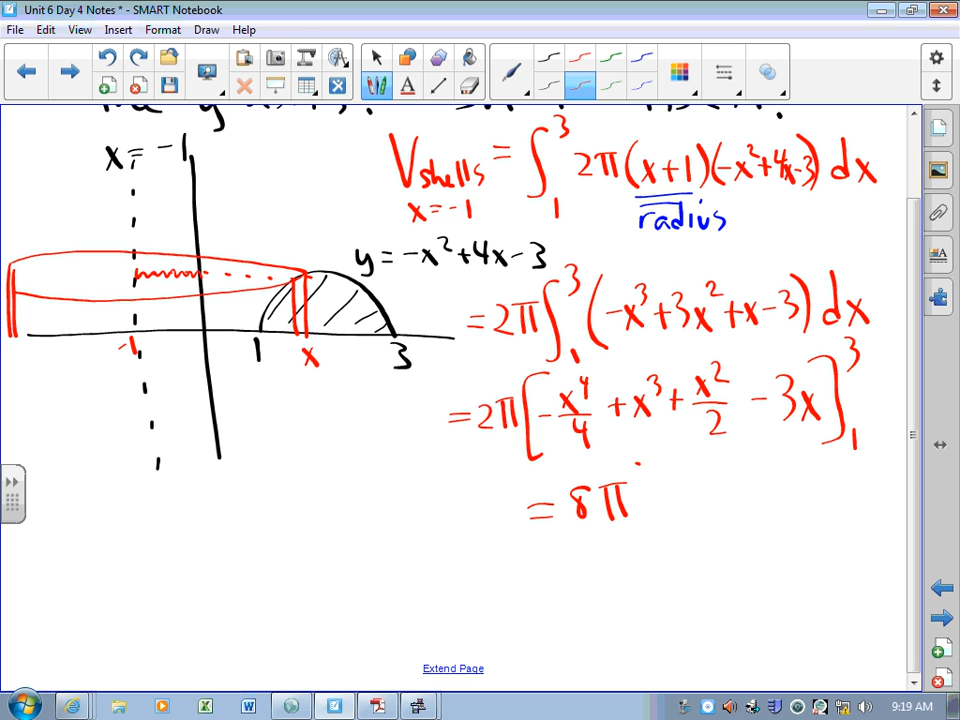 Unit 6 Day 4 Notes * - SMART Notebook
File Edit View Insert Format Draw Help
x = -1
V shells x = -1 = ∫₁³ 2π(x+1)(-x²+4x-3) dx
radius
y = -x²+4x-3
= 2π ∫₁³ (-x³+3x²+x-3) dx
-1 1 x 3
= 2π [-x⁴/4 + x³ + x²/2 - 3x]₁³
= 8π
Extend Page
9:19 AM